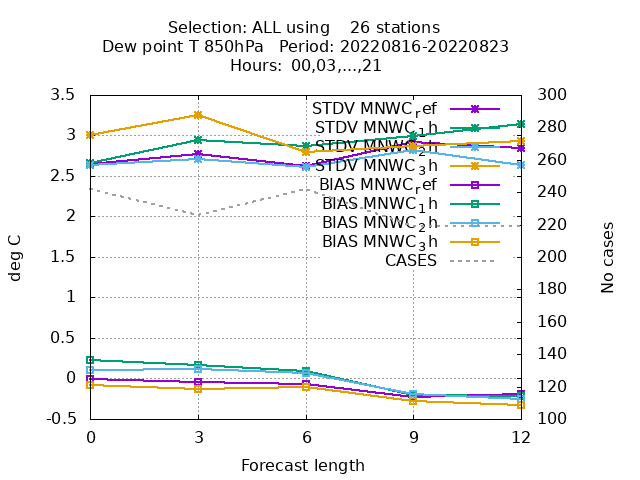 Selection: ALL using    26 stations
Dew point T 850hPa   Period: 20220816-20220823
Hours:  00,03,...,21
3.5
3
2.5
2
1.5
1
0.5
0
-0.5
deg C
300
280
260
240
220
200
180
160
140
120
100
No cases
STDV MNWC_ref
STDV MNWC_1h
STDV MNWC_2h
STDV MNWC_3h
BIAS MNWC_ref
BIAS MNWC_1h
BIAS MNWC_2h
BIAS MNWC_3h
CASES
0 3 6 9 12
Forecast length